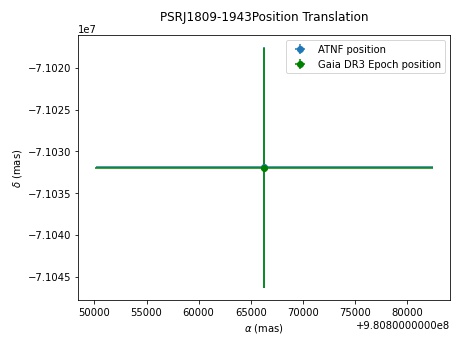 PSRJ1809-1943Position Translation
1e7
ATNF position
Gaia DR3 Epoch position
−7.1020
−7.1025
−7.1030
−7.1035
−7.1040
−7.1045
δ (mas)
50000 55000 60000 65000 70000 75000 80000
+9.8080000000e8
α (mas)